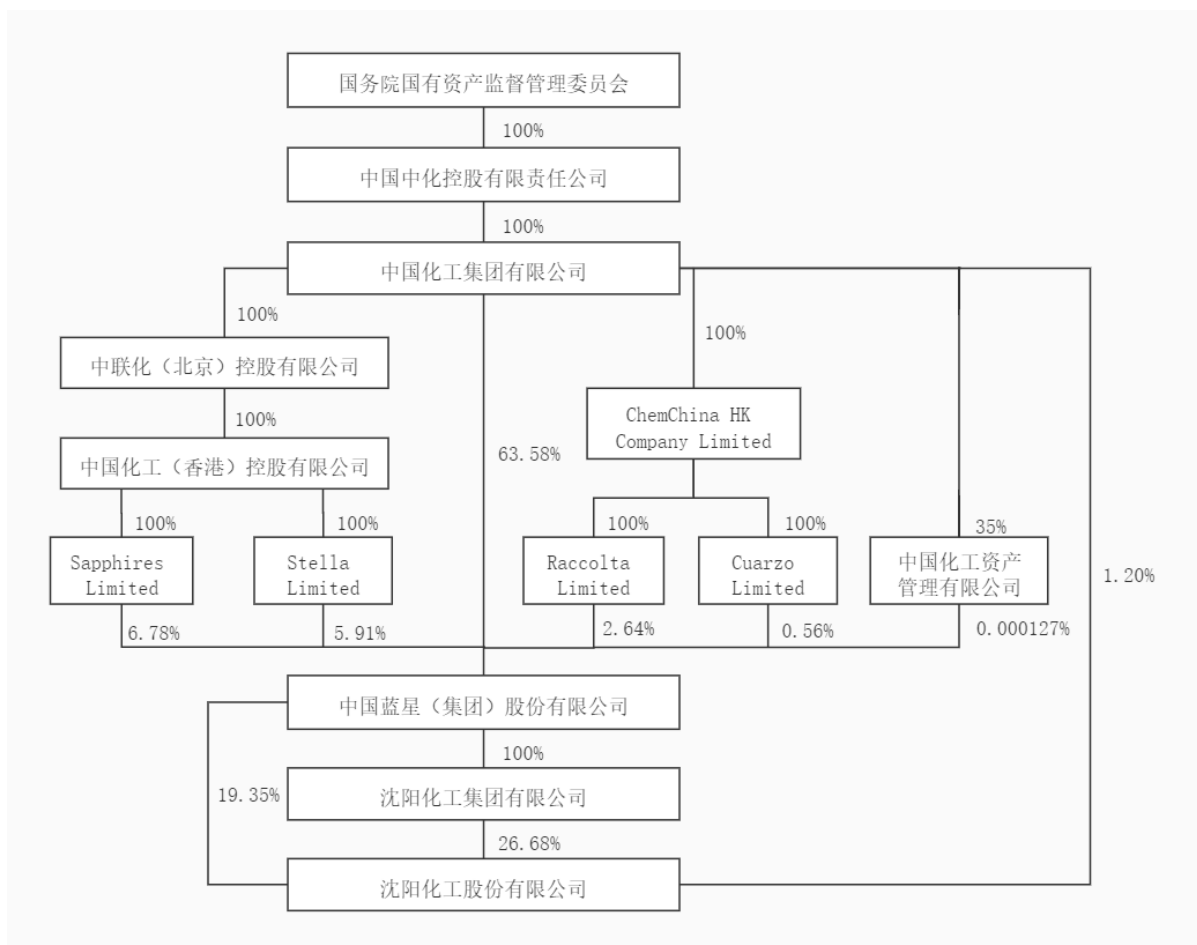 国务院国有资产监督管理委员会
100%
中国中化控股有限责任公司
100%
中国化工集团有限公司
100%
100%
中联化（北京）控股有限公司
ChemChina HK
Company Limited
100%
63.58%
中国化工（香港）控股有限公司
100%
100%
100%
100%
35%
Sapphires
Limited
Stella
Limited
Raccolta
Limited
Cuarzo
Limited
中国化工资产
管理有限公司
1.20%
6.78%
5.91%
2.64%
0.56%
0.000127%
中国蓝星（集团）股份有限公司
100%
19.35%
沈阳化工集团有限公司
26.68%
沈阳化工股份有限公司